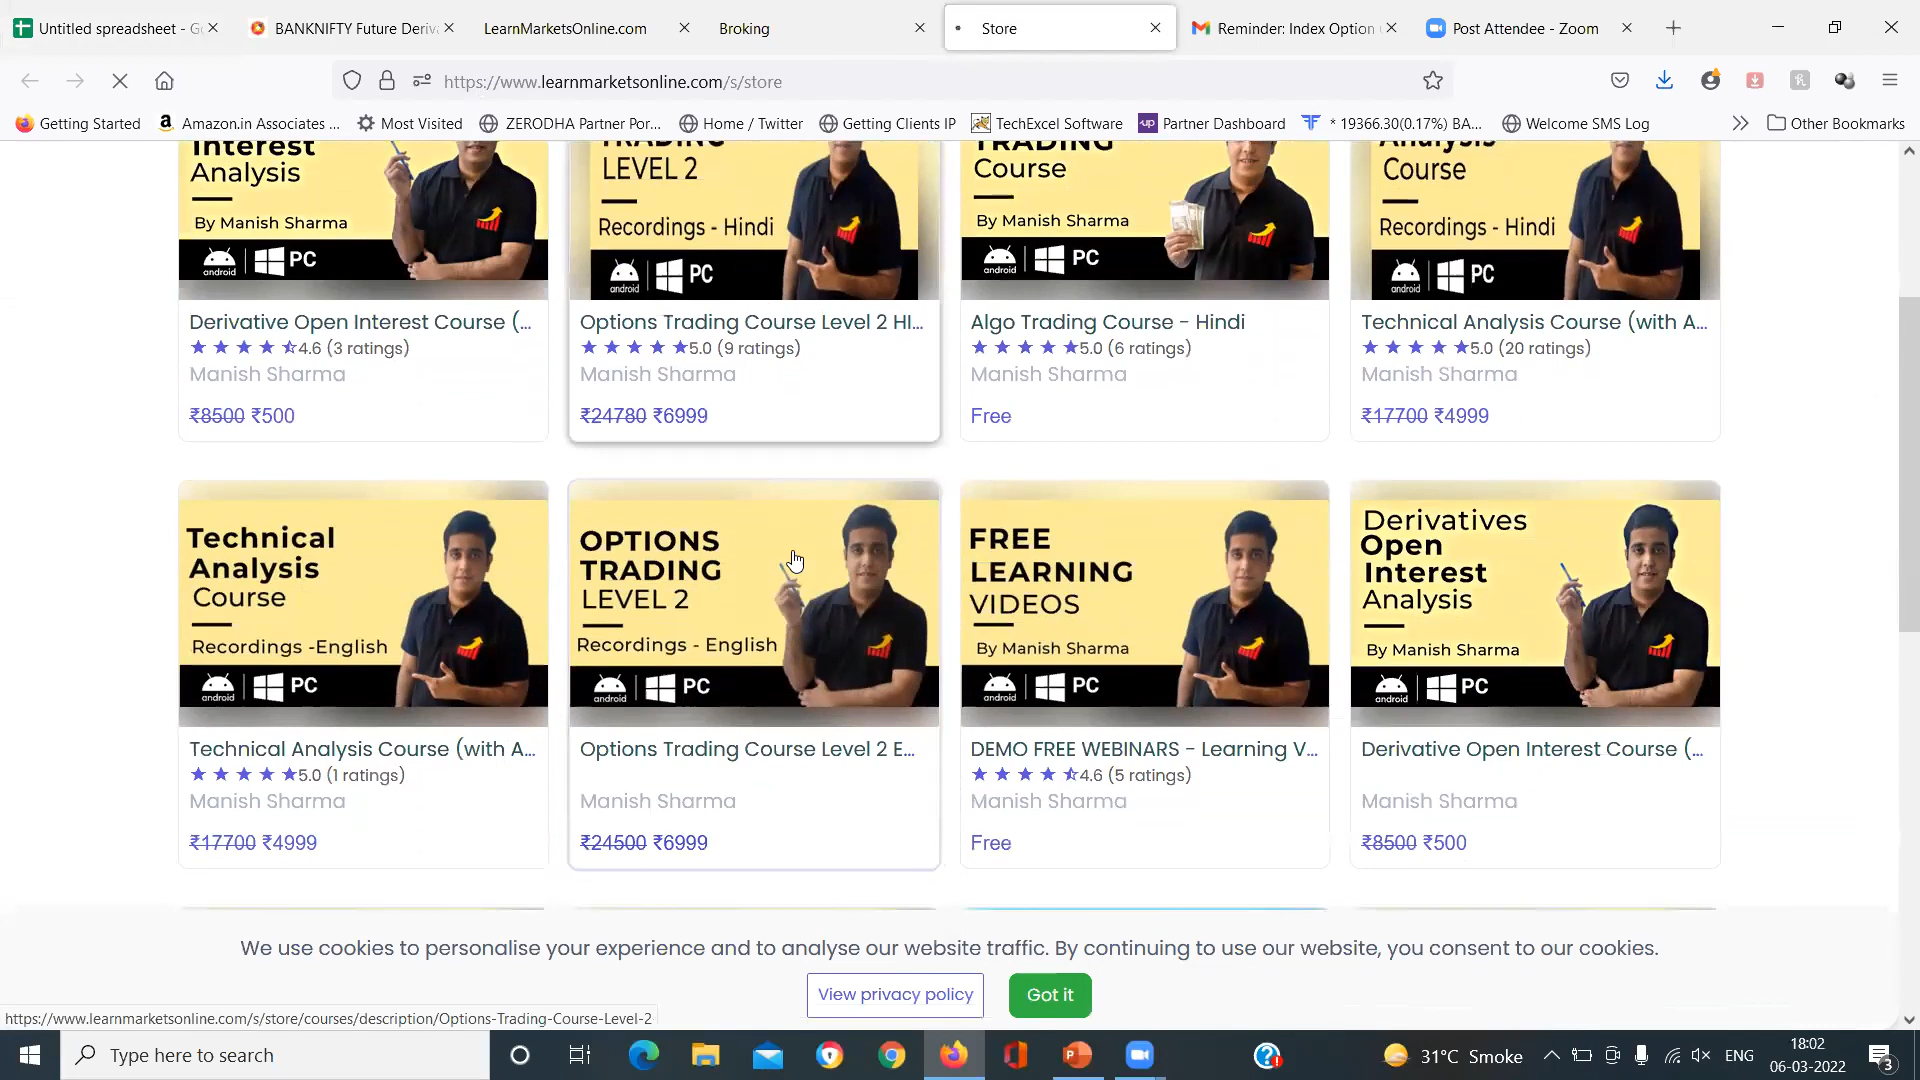 Untitled spreadsheet - G
BANKNIFTY Future Deriv
LearnMarketsOnline.com
Broking
Store
Reminder: Index Option
Post Attendee - Zoom
https://www.learnmarketsonline.com/s/store
Getting Started
Amazon.in Associates ...
Most Visited
ZERODHA Partner Por...
Home / Twitter
Getting Clients IP
TechExcel Software
Partner Dashboard
* 19366.30(0.17%) BA...
Welcome SMS Log
Other Bookmarks
Interest
Analysis
By Manish Sharma
android
PC
TRADING
LEVEL 2
Recordings - Hindi
android
PC
TRADING
Course
By Manish Sharma
android
PC
Analysis
Course
Recordings - Hindi
android
PC
Derivative Open Interest Course (...
4.6 (3 ratings)
Manish Sharma
₹8500 ₹500
Options Trading Course Level 2 HI...
5.0 (9 ratings)
Manish Sharma
₹24780 ₹6999
Algo Trading Course - Hindi
5.0 (6 ratings)
Manish Sharma
Free
Technical Analysis Course (with A...
5.0 (20 ratings)
Manish Sharma
₹17700 ₹4999
Technical
Analysis
Course
Recordings -English
android
PC
OPTIONS
TRADING
LEVEL 2
Recordings - English
android
PC
FREE
LEARNING
VIDEOS
By Manish Sharma
android
PC
Derivatives
Open
Interest
Analysis
By Manish Sharma
android
PC
Technical Analysis Course (with A...
5.0 (1 ratings)
Manish Sharma
₹17700 ₹4999
Options Trading Course Level 2 E...
Manish Sharma
₹24500 ₹6999
DEMO FREE WEBINARS - Learning V...
4.6 (5 ratings)
Manish Sharma
Free
Derivative Open Interest Course (...
Manish Sharma
₹8500 ₹500
We use cookies to personalise your experience and to analyse our website traffic. By continuing to use our website, you consent to our cookies.
View privacy policy
Got it
https://www.learnmarketsonline.com/s/store/courses/description/Options-Trading-Course-Level-2
Type here to search
31°C Smoke
ENG
18:02
06-03-2022
3